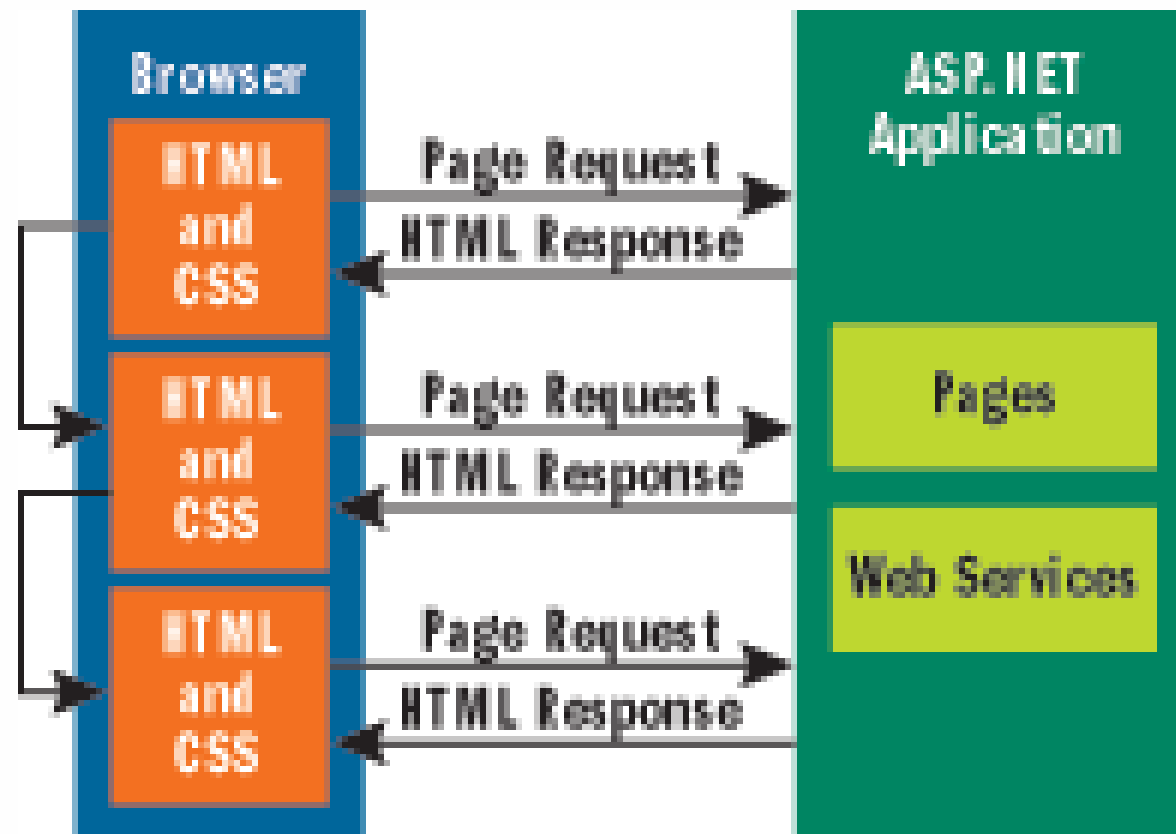 Browser
HTML
and
CSS
HTML
and
CSS
HTML
and
CSS
Page Request
HTML Response
Page Request
HTML Response
Page Request
HTML Response
ASP.NET
Application
Pages
Web Services